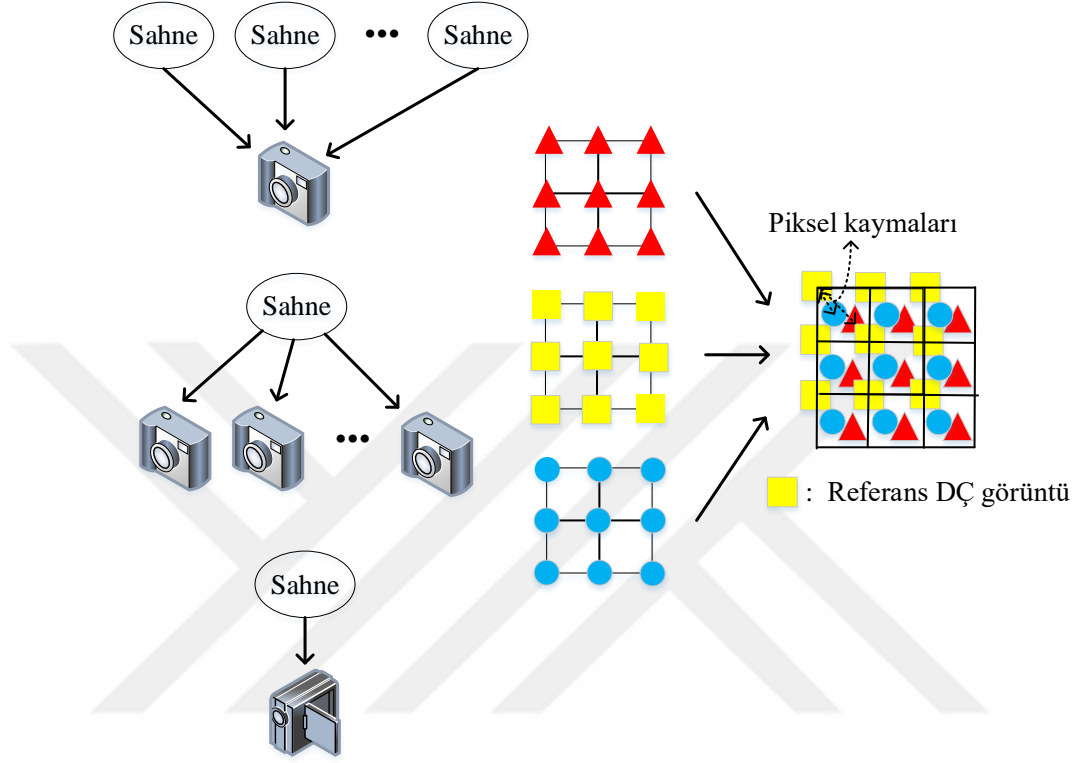 Sahne Sahne ••• Sahne
Piksel kaymaları
Sahne
•••
: Referans DÇ görüntü
Sahne